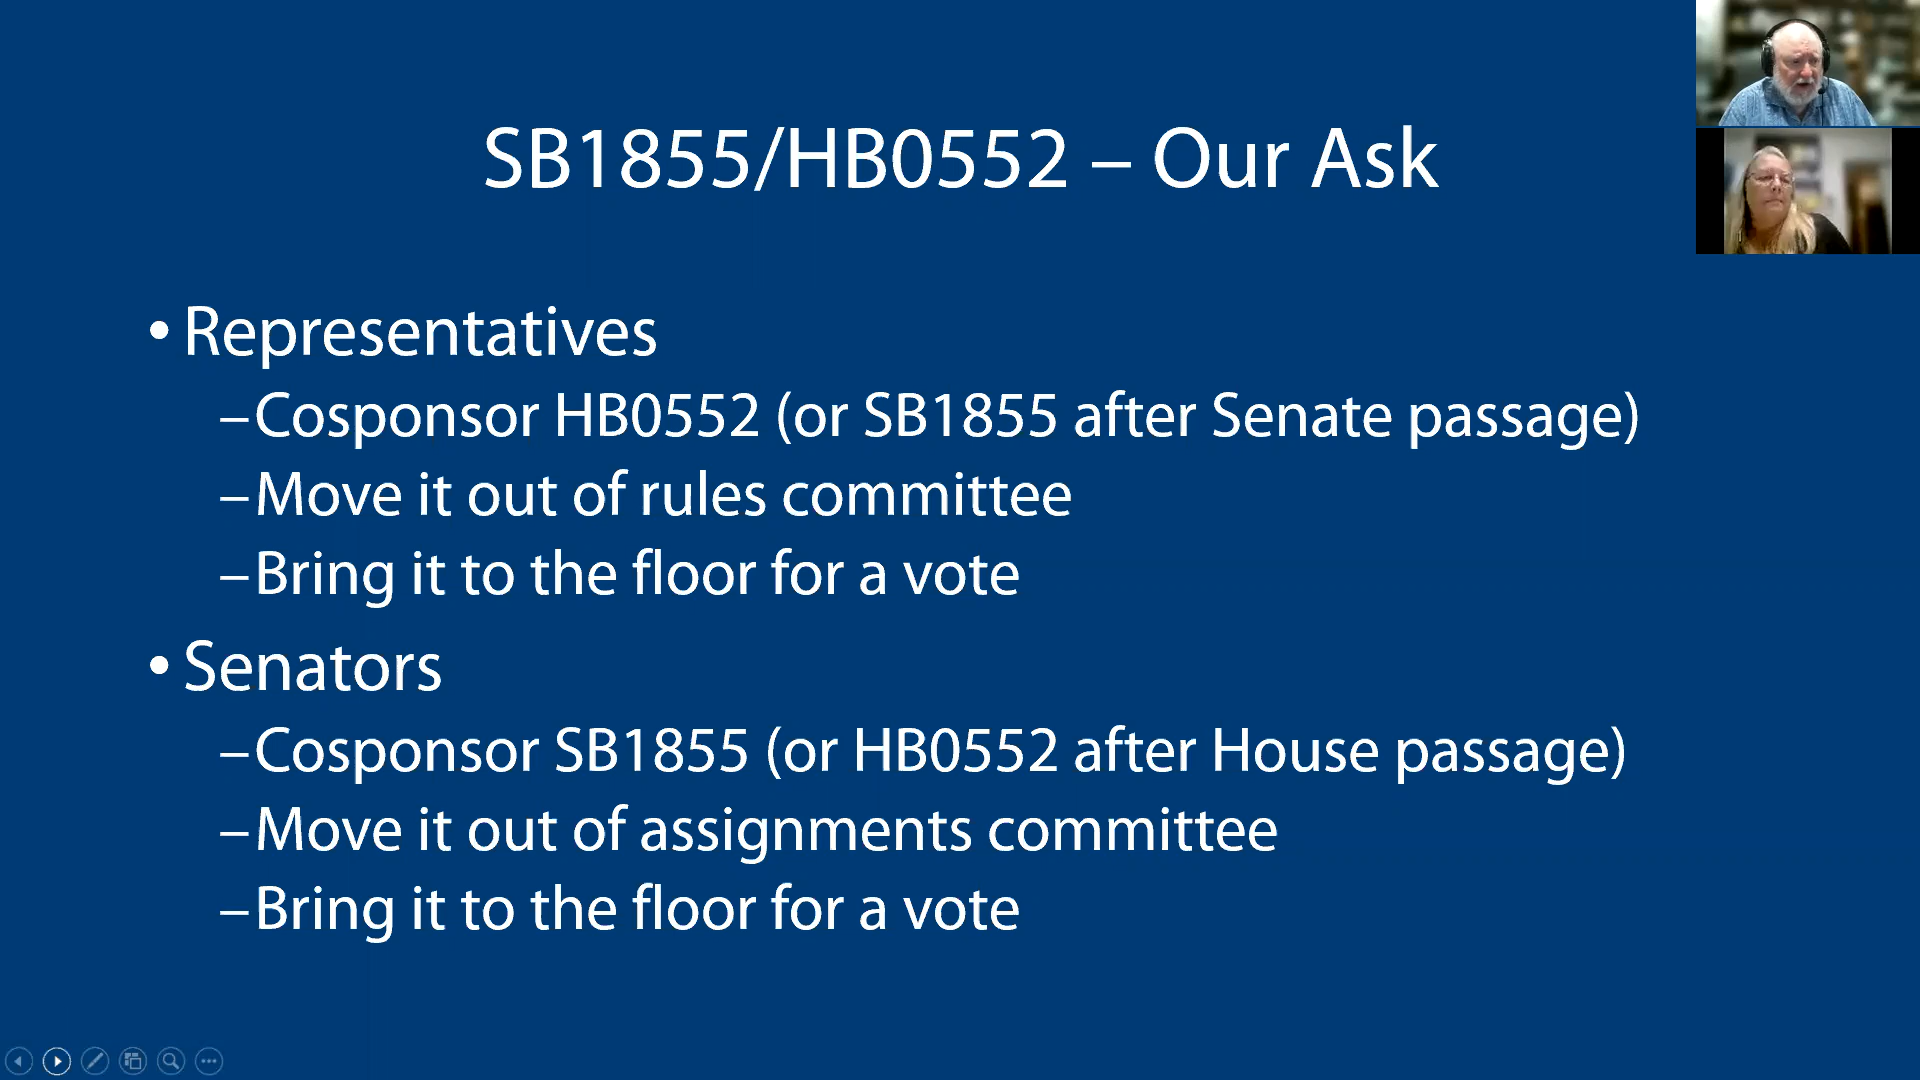 SB1855/HB0552 – Our Ask
• Representatives
–Cosponsor HB0552 (or SB1855 after Senate passage)
–Move it out of rules committee
–Bring it to the floor for a vote
• Senators
–Cosponsor SB1855 (or HB0552 after House passage)
–Move it out of assignments committee
–Bring it to the floor for a vote